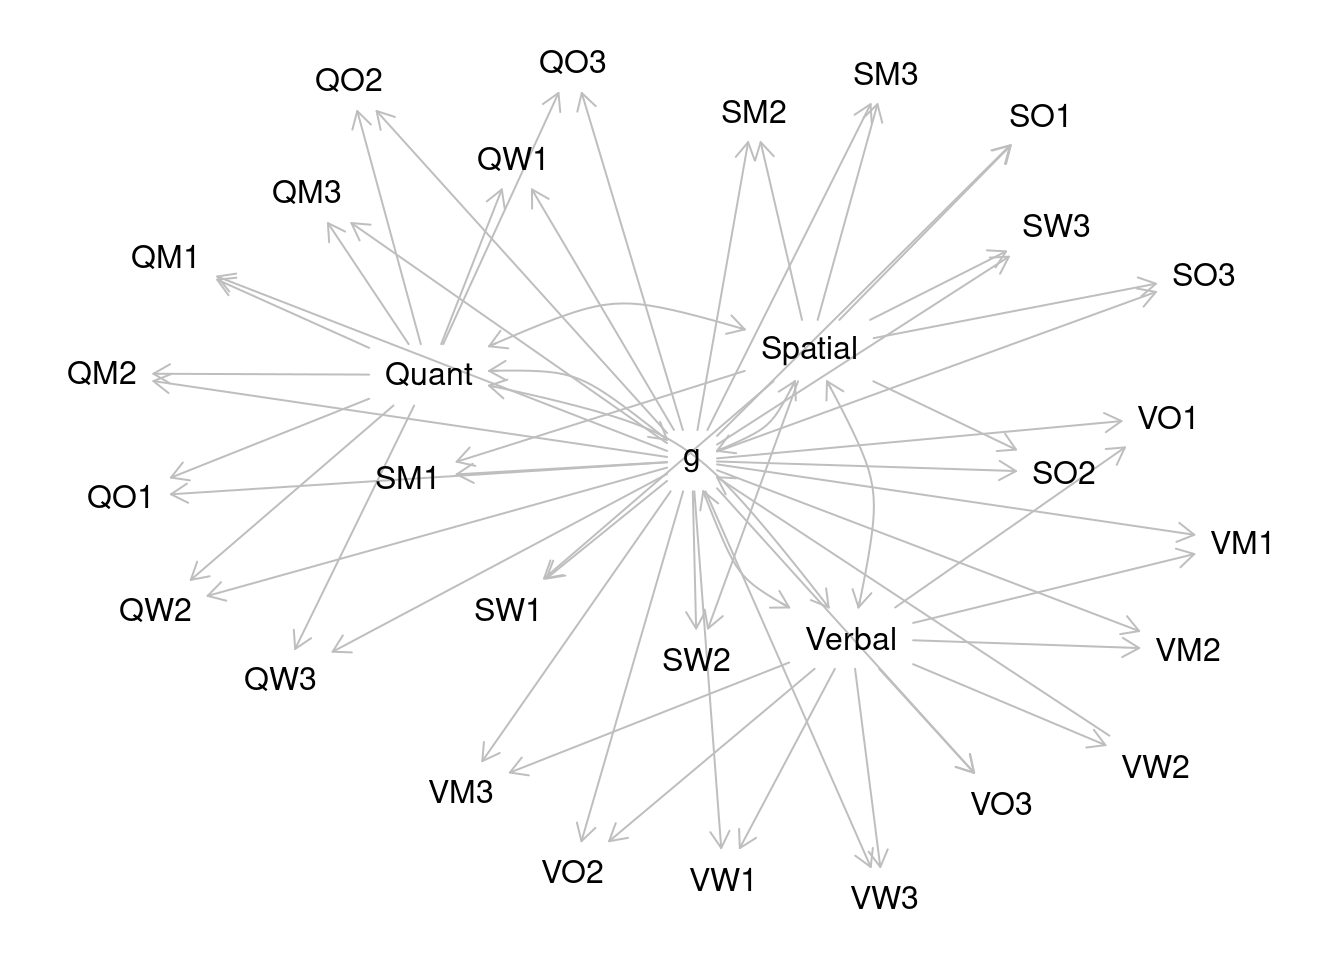 QO3
SM3
QO2
SM2
SO1
QW1
QM3
SW3
QM1
SO3
Spatial
Quant
QM2
VO1
g
SO2
SM1
QO1
VM1
SW1
QW2
Verbal
VM2
SW2
QW3
VW2
VM3
VO3
VO2
VW1
VW3